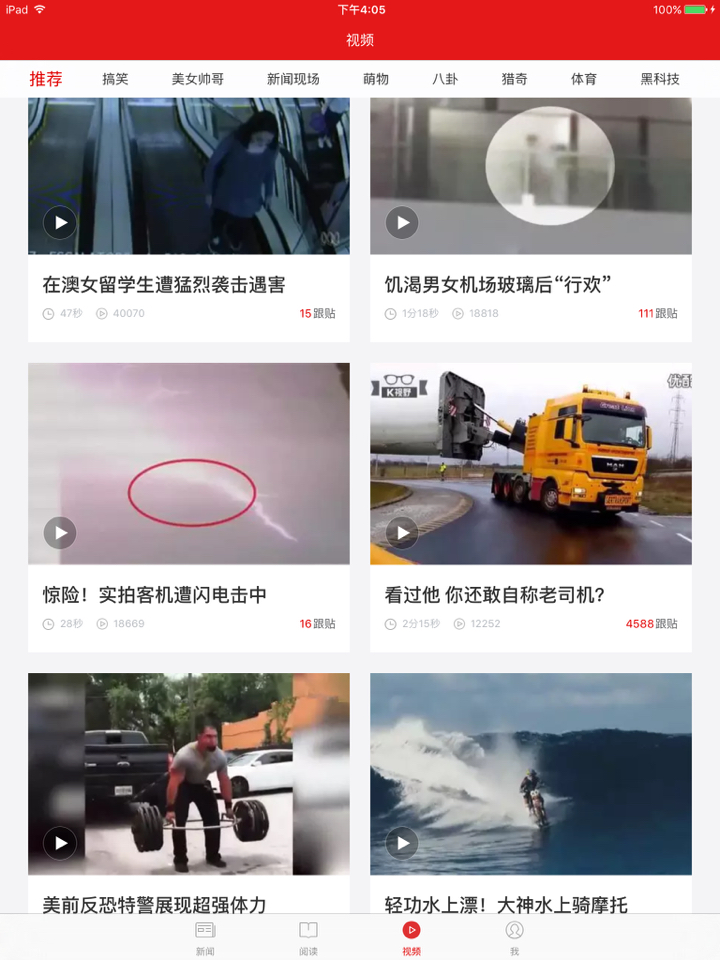 iPad 下午4:05 100%
视频
推荐 搞笑 美女帅哥 新闻现场 萌物 八卦 猎奇 体育 黑科技
在澳女留学生遭猛烈袭击遇害
47秒 40070 15跟贴
饥渴男女机场玻璃后“行欢”
1分18秒 18818 111跟贴
K视野
惊险！实拍客机遭闪电击中
28秒 18669 16跟贴
MAN
看过他 你还敢自称老司机?
2分15秒 12252 4588跟贴
美前反恐特警展现超强体力
轻功水上漂！大神水上骑摩托
新闻 阅读 视频 我